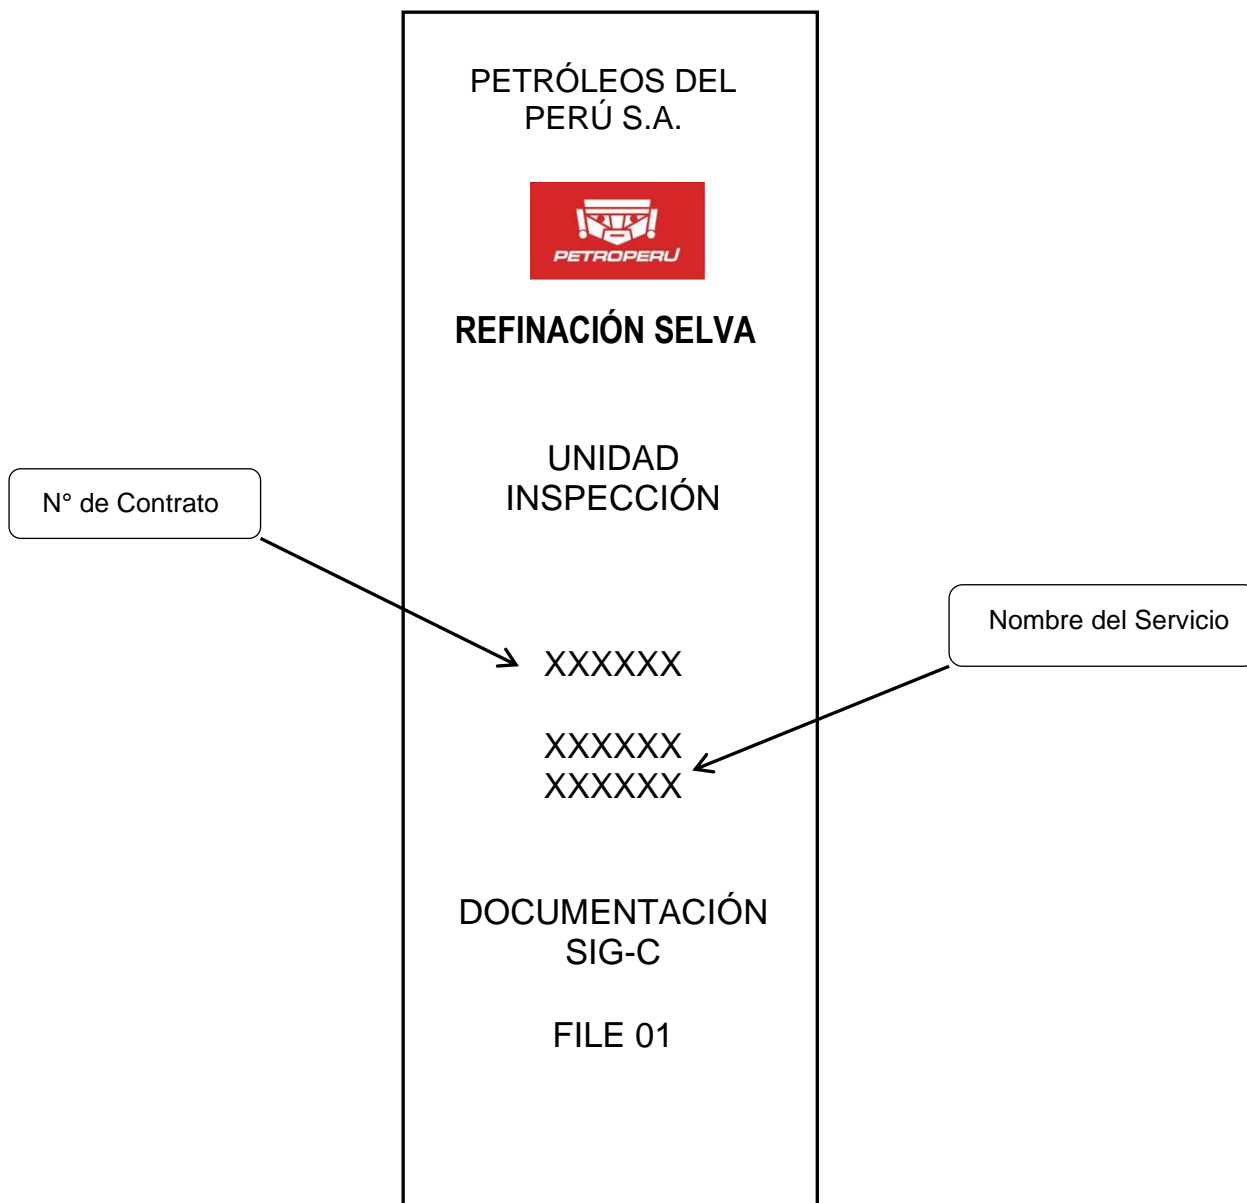 PETRÓLEOS DEL
PERÚ S.A.
PETROPERÚ
REFINACIÓN SELVA
UNIDAD
INSPECCIÓN
N° de Contrato
Nombre del Servicio
XXXXXX
XXXXXX
XXXXXX
DOCUMENTACIÓN
SIG-C
FILE 01